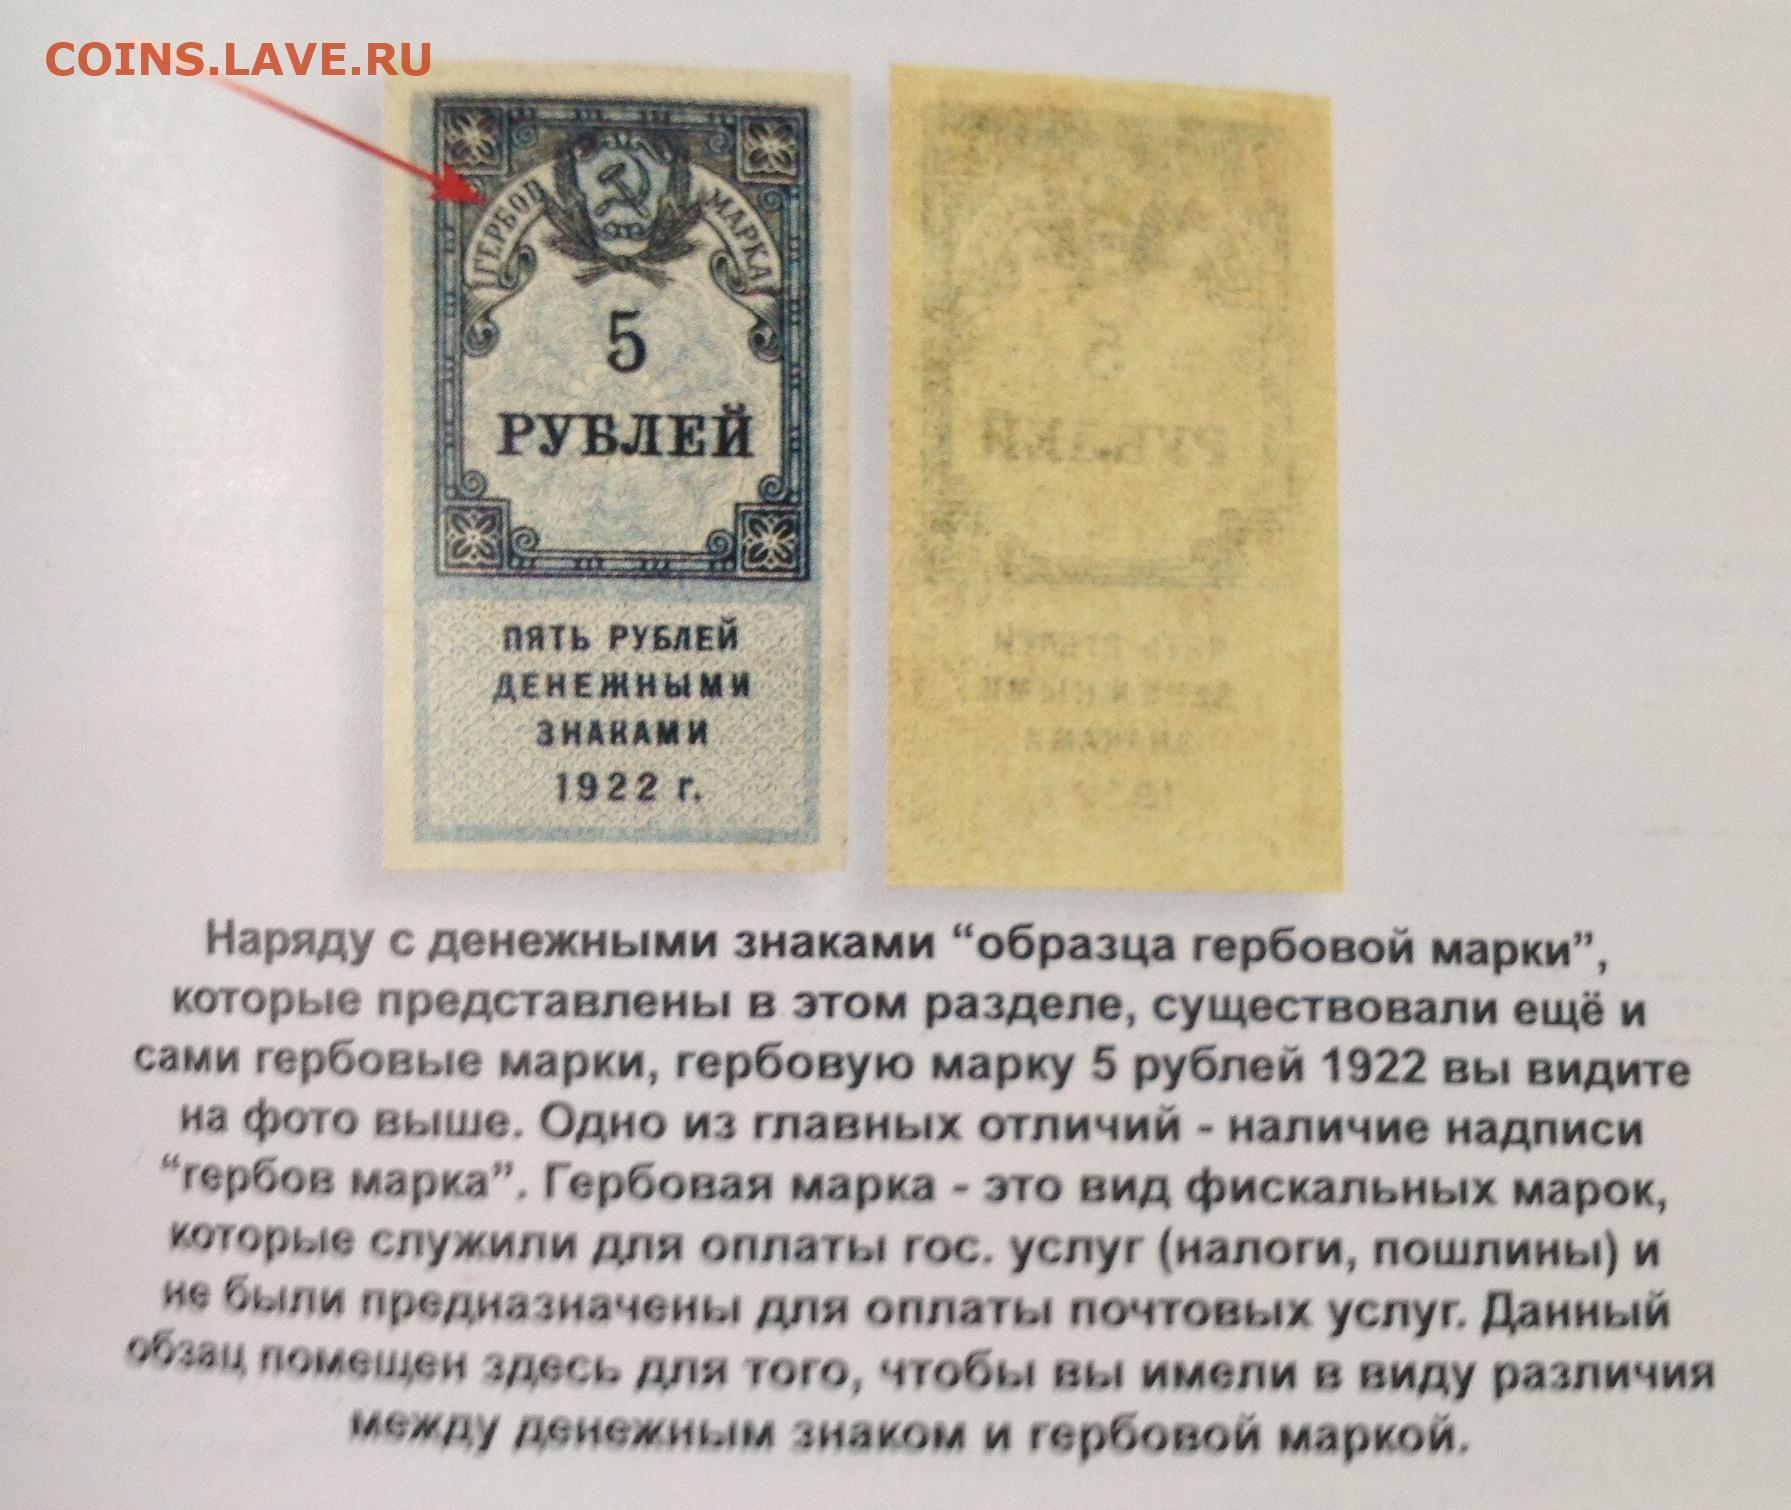 COINS.LAVE.RU
ГЕРБОВ МАРКА
5
РУБЛЕЙ
ПЯТЬ РУБЛЕЙ
ДЕНЕЖНЫМИ
ЗНАКАМИ
1922 г.
Наряду с денежными знаками “образца гербовой марки”,
которые представлены в этом разделе, существовали ещё и
сами гербовые марки, гербовую марку 5 рублей 1922 вы видите
на фото выше. Одно из главных отличий - наличие надписи
“гербов марка”. Гербовая марка - это вид фискальных марок,
которые служили для оплаты гос. услуг (налоги, пошлины) и
не были предназначены для оплаты почтовых услуг. Данный
обзац помещен здесь для того, чтобы вы имели в виду различия
между денежным знаком и гербовой маркой.